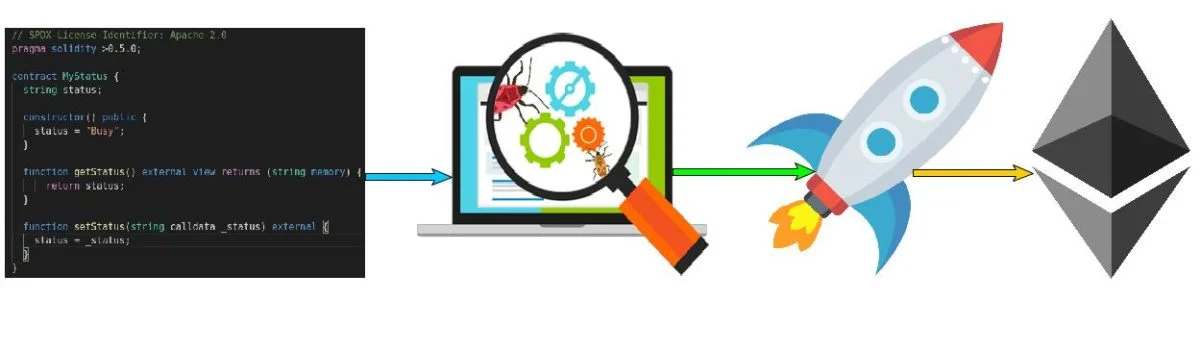 // SPDX-License-Identifier: Apache-2.0
pragma solidity >0.5.0;
contract MyStatus {
string status;
constructor() public {
status = "Busy";
}
function getStatus() external view returns (string memory) {
return status;
}
function setStatus(string calldata _status) external {
status = _status;
}
}